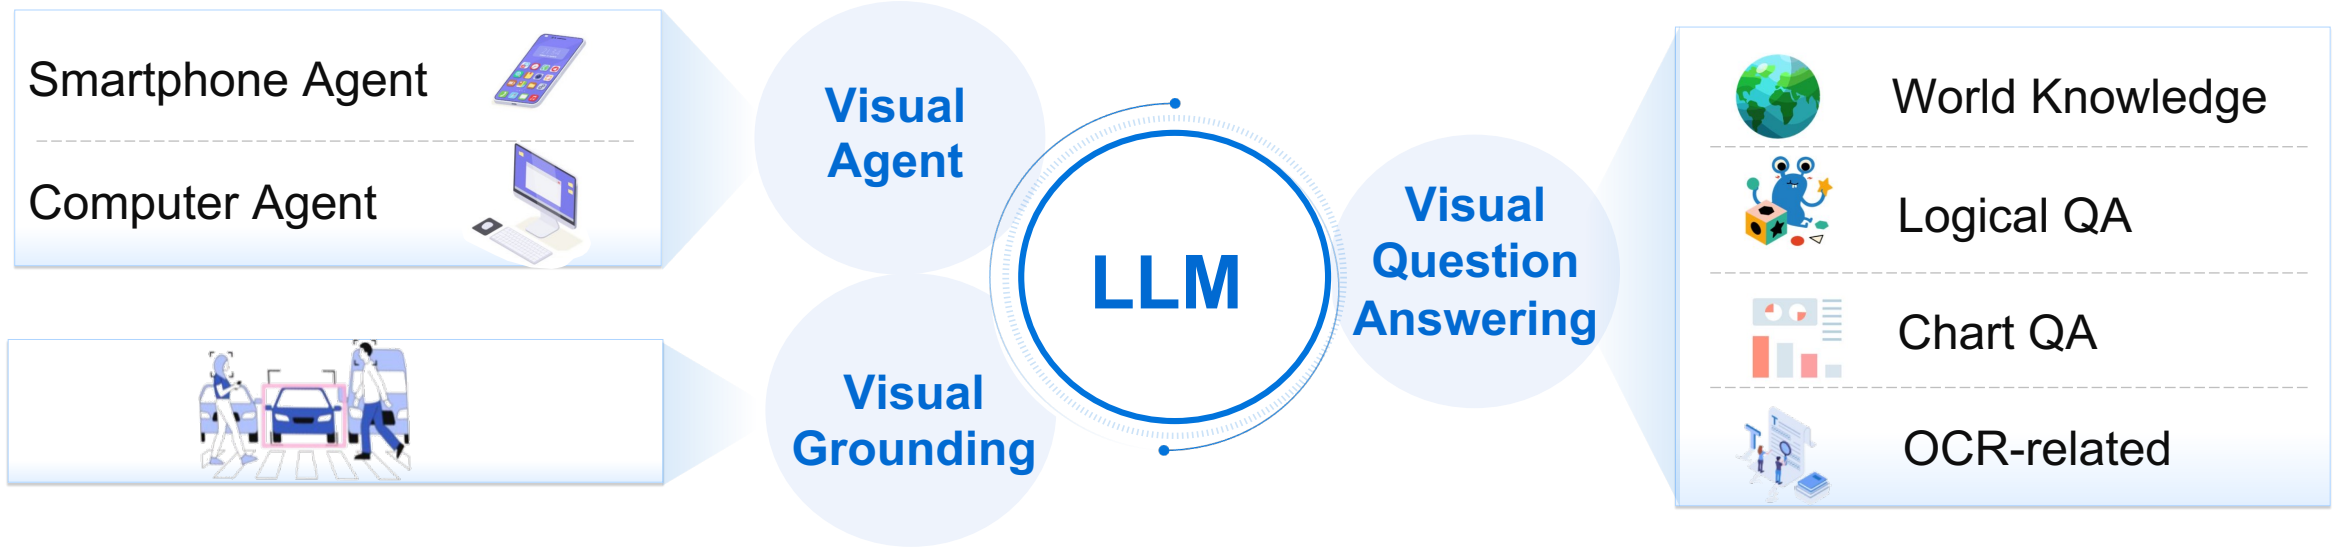 Smartphone Agent
Computer Agent
Visual
Agent
Visual
Grounding
LLM
Visual
Question
Answering
World Knowledge
Logical QA
Chart QA
T
T
OCR-related